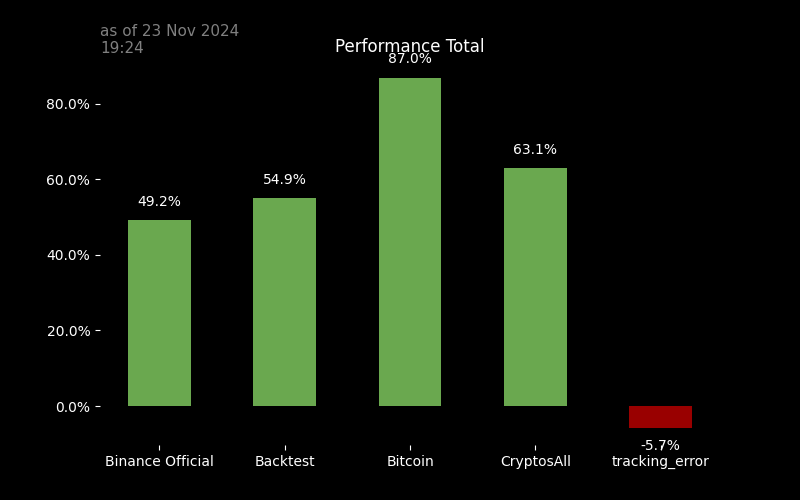 as of 23 Nov 2024
19:24
Performance Total
87.0%
80.0%
63.1%
60.0%
54.9%
49.2%
40.0%
20.0%
0.0%
-5.7%
Binance Official
Backtest
Bitcoin
CryptosAll
tracking_error